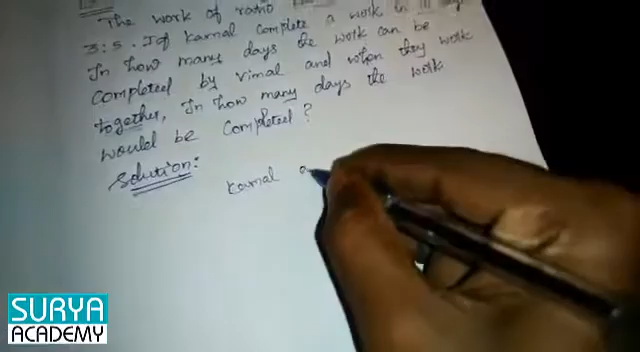 The work of ratio
3:5. If Kamal complete a work in
In how many days the work can be
completed by vimal and when they work
together, In how many days the work
would be completed?
Solution:
Kamal
SURYA
ACADEMY